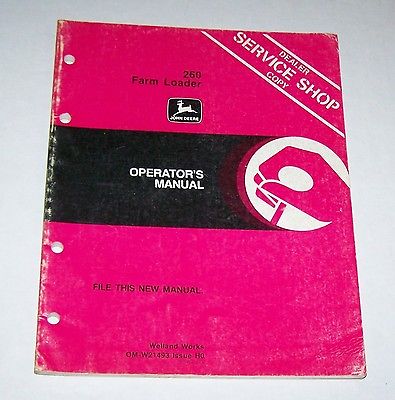 260
Farm Loader
JOHN DEERE
DEALER
SERVICE SHOP
COPY
OPERATOR'S
MANUAL
FILE THIS NEW MANUAL
Welland Works
OM-W21493 Issue H0